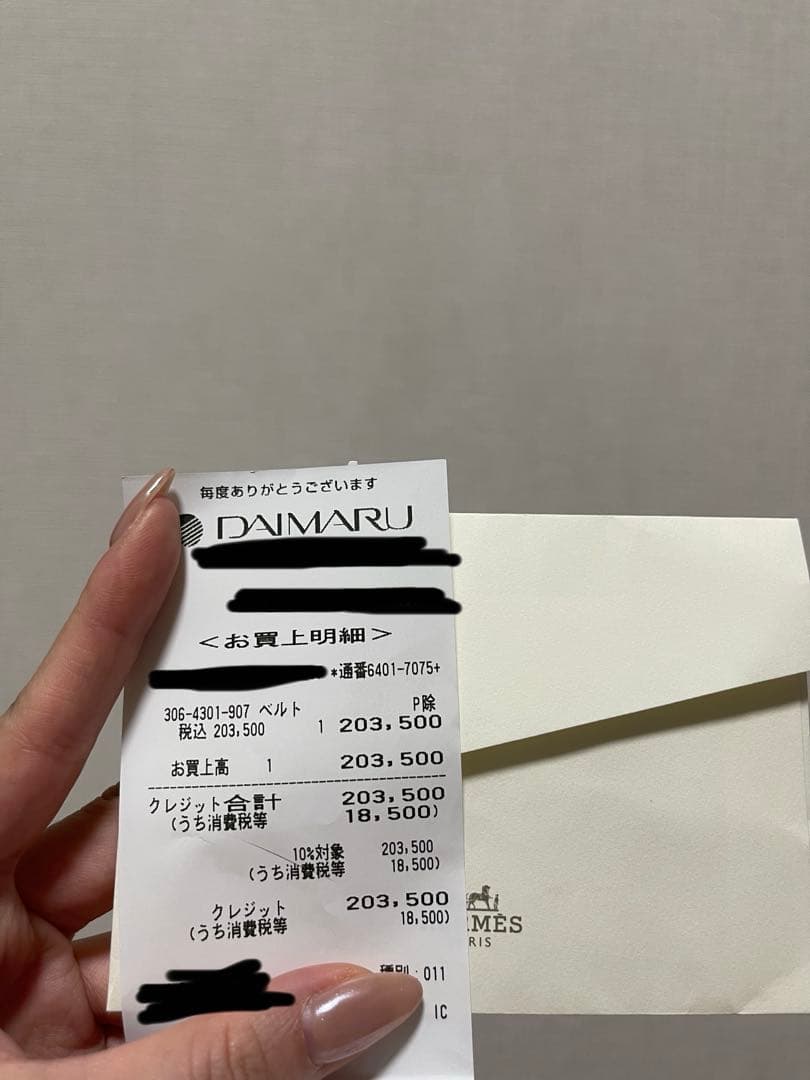 毎度ありがとうございます
DAIMARU
<お買上明細>
*通番6401-7075+
P除
306-4301-907 ベルト
税込 203,500 1 203,500
お買上高 1 203,500
クレジット合計 203,500
(うち消費税等 18,500)
10%対象 203,500
(うち消費税等 18,500)
クレジット 203,500
(うち消費税等 18,500)
種別:011
IC
RMÈS
RIS